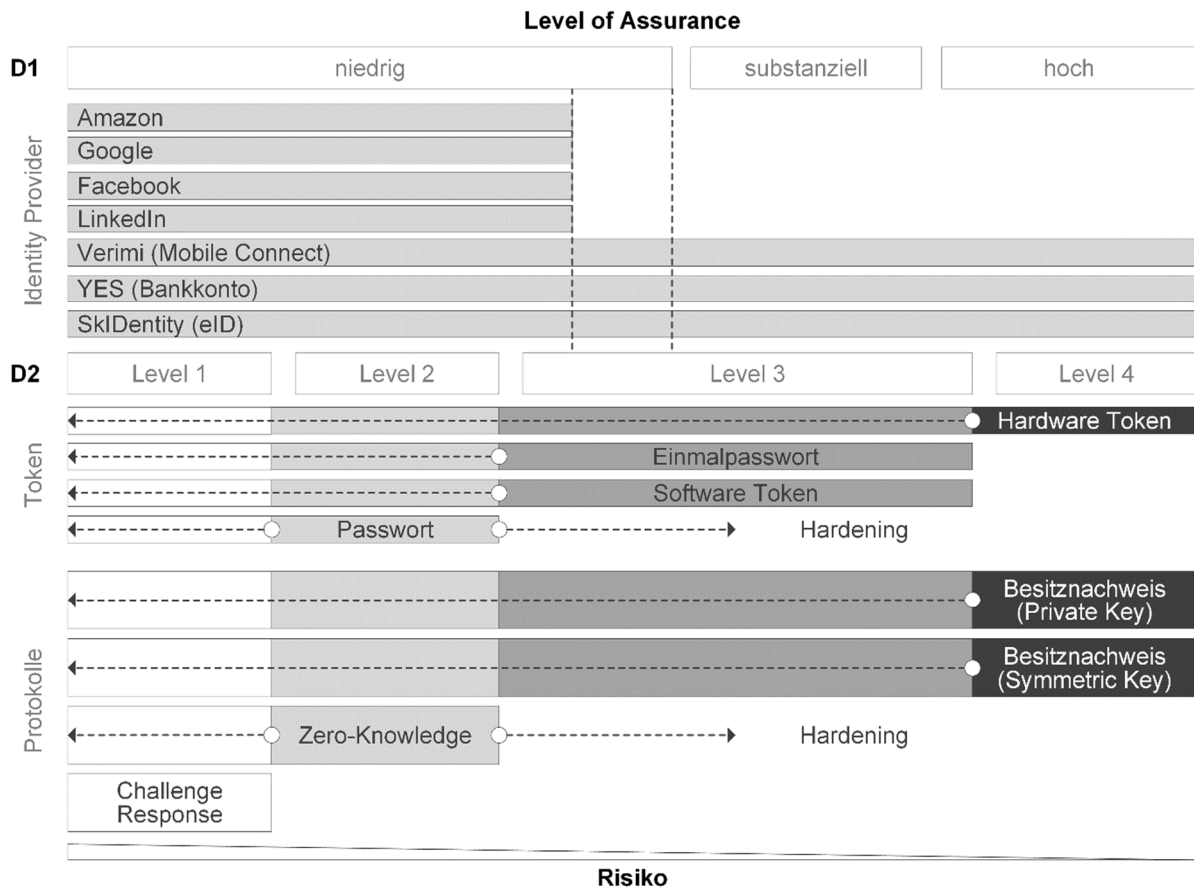 Level of Assurance
D1
niedrig
substanziell
hoch
Identity Provider
Amazon
Google
Facebook
LinkedIn
Verimi (Mobile Connect)
YES (Bankkonto)
SkIDentity (eID)
D2
Level 1
Level 2
Level 3
Level 4
Token
Hardware Token
Einmalpasswort
Software Token
Passwort
Hardening
Protokolle
Besitznachweis
(Private Key)
Besitznachweis
(Symmetric Key)
Zero-Knowledge
Hardening
Challenge
Response
Risiko